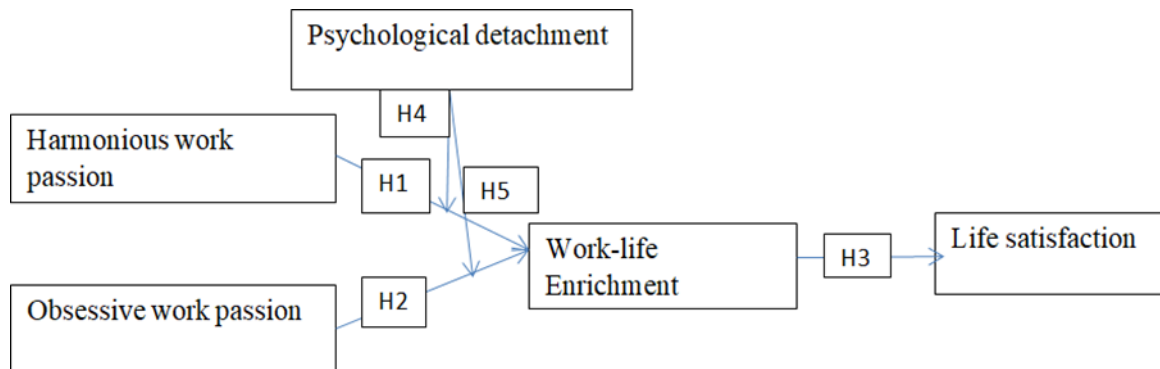 Psychological detachment
H4
Harmonious work
passion
H1
H5
Work-life
Enrichment
H3
Life satisfaction
Obsessive work passion
H2